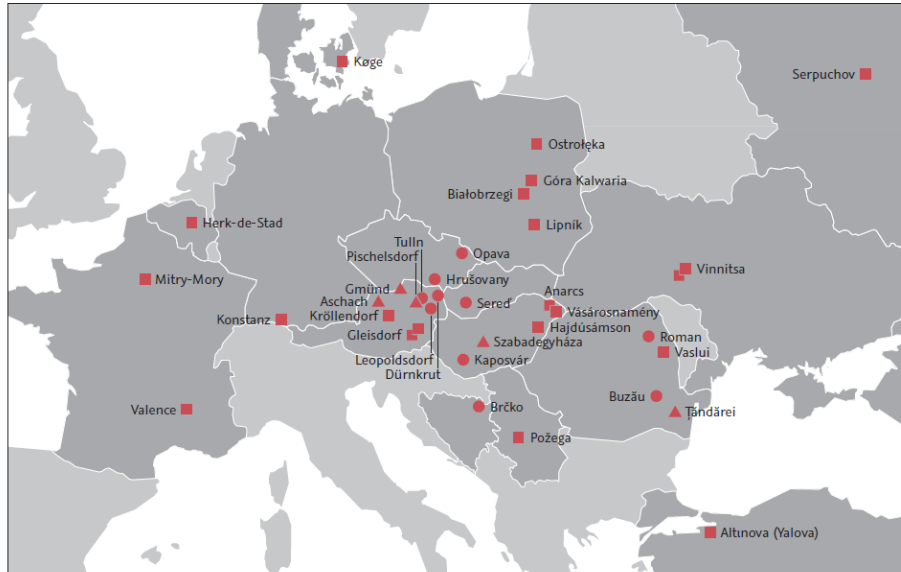 Køge
Serpuchov
Ostrołęka
Góra Kalwaria
Białobrzegi
Herk-de-Stad
Lipník
Tulln
Opava
Pischelsdorf
Vinnitsa
Mitry-Mory
Hrušovany
Gmünd
Anarcs
Aschach
Sered
Kröllendorf
Vásárosnamény
Konstanz
Hajdúsámson
Gleisdorf
Roman
Szabadegyháza
Vaslui
Leopoldsdorf
Kaposvár
Dürnkrut
Buzău
Brčko
Valence
Țăndărei
Požega
Altınova (Yalova)